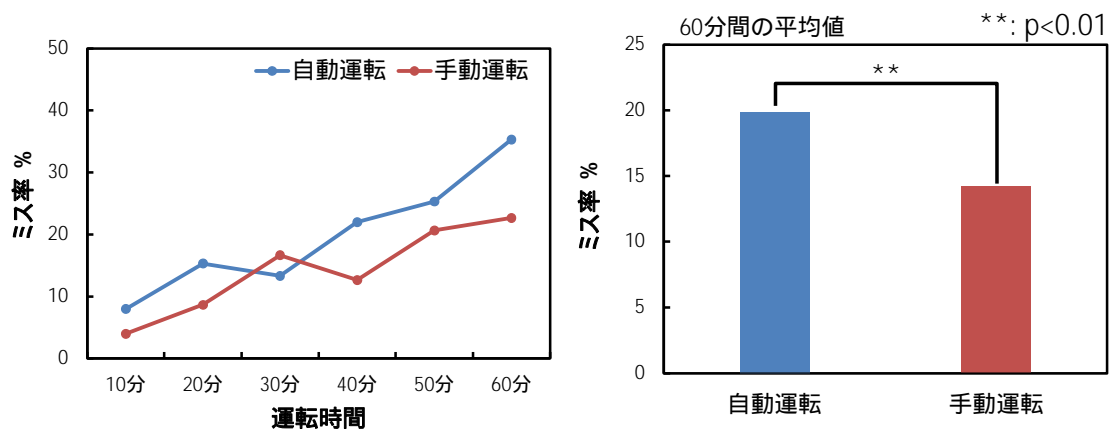 50
40
30
20
10
0
ミス率 %
自動運転
手動運転
10分
20分
30分
40分
50分
60分
運転時間
60分間の平均値
**: p<0.01
25
20
15
10
5
0
ミス率 %
**
自動運転
手動運転